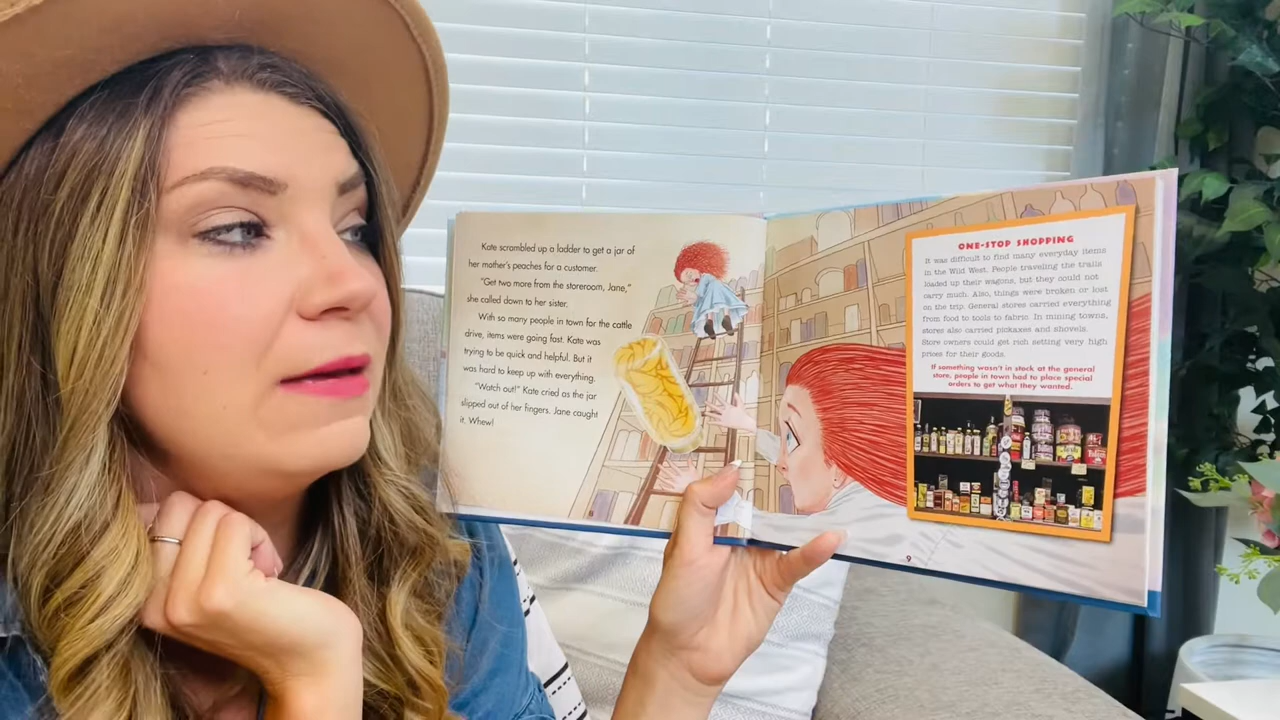 Kate scrambled up a ladder to get a jar of
her mother's peaches for a customer.
"Get two more from the storeroom, Jane,"
she called down to her sister.
With so many people in town for the cattle
drive, items were going fast. Kate was
trying to be quick and helpful. But it
was hard to keep up with everything.
"Watch out!" Kate cried as the jar
slipped out of her fingers. Jane caught
it. Whew!
ONE-STOP SHOPPING
It was difficult to find many everyday items
in the Wild West. People traveling the trails
loaded up their wagons, but they could not
carry much. Also, things were broken or lost
on the trip. General stores carried everything
from food to tools to fabric. In mining towns,
stores also carried pickaxes and shovels.
Store owners could get rich setting very high
prices for their goods.
If something wasn't in stock at the general
store, people in town had to place special
orders to get what they wanted.
9